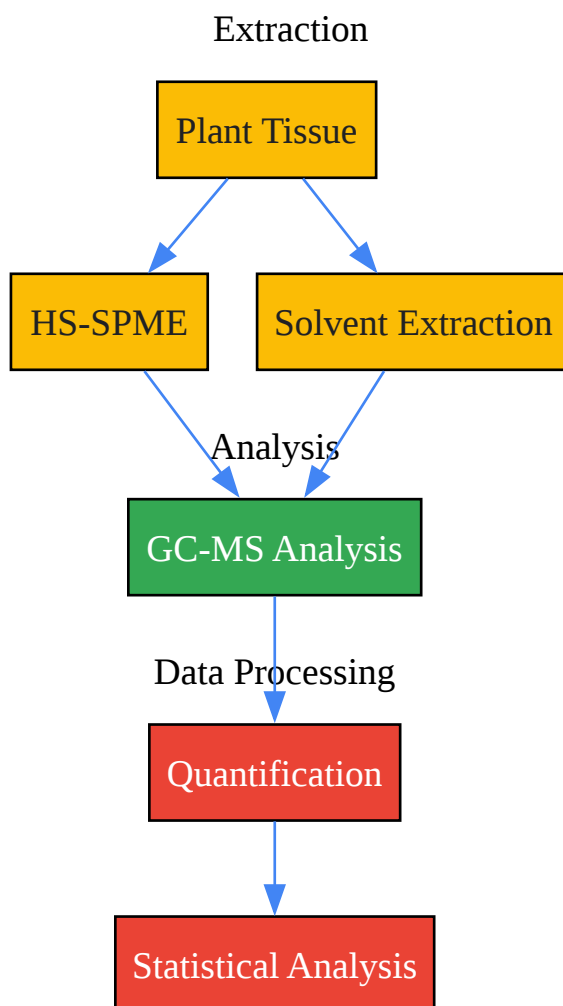 Extraction
Plant Tissue
HS-SPME
Solvent Extraction
Analysis
GC-MS Analysis
Data Processing
Quantification
Statistical Analysis